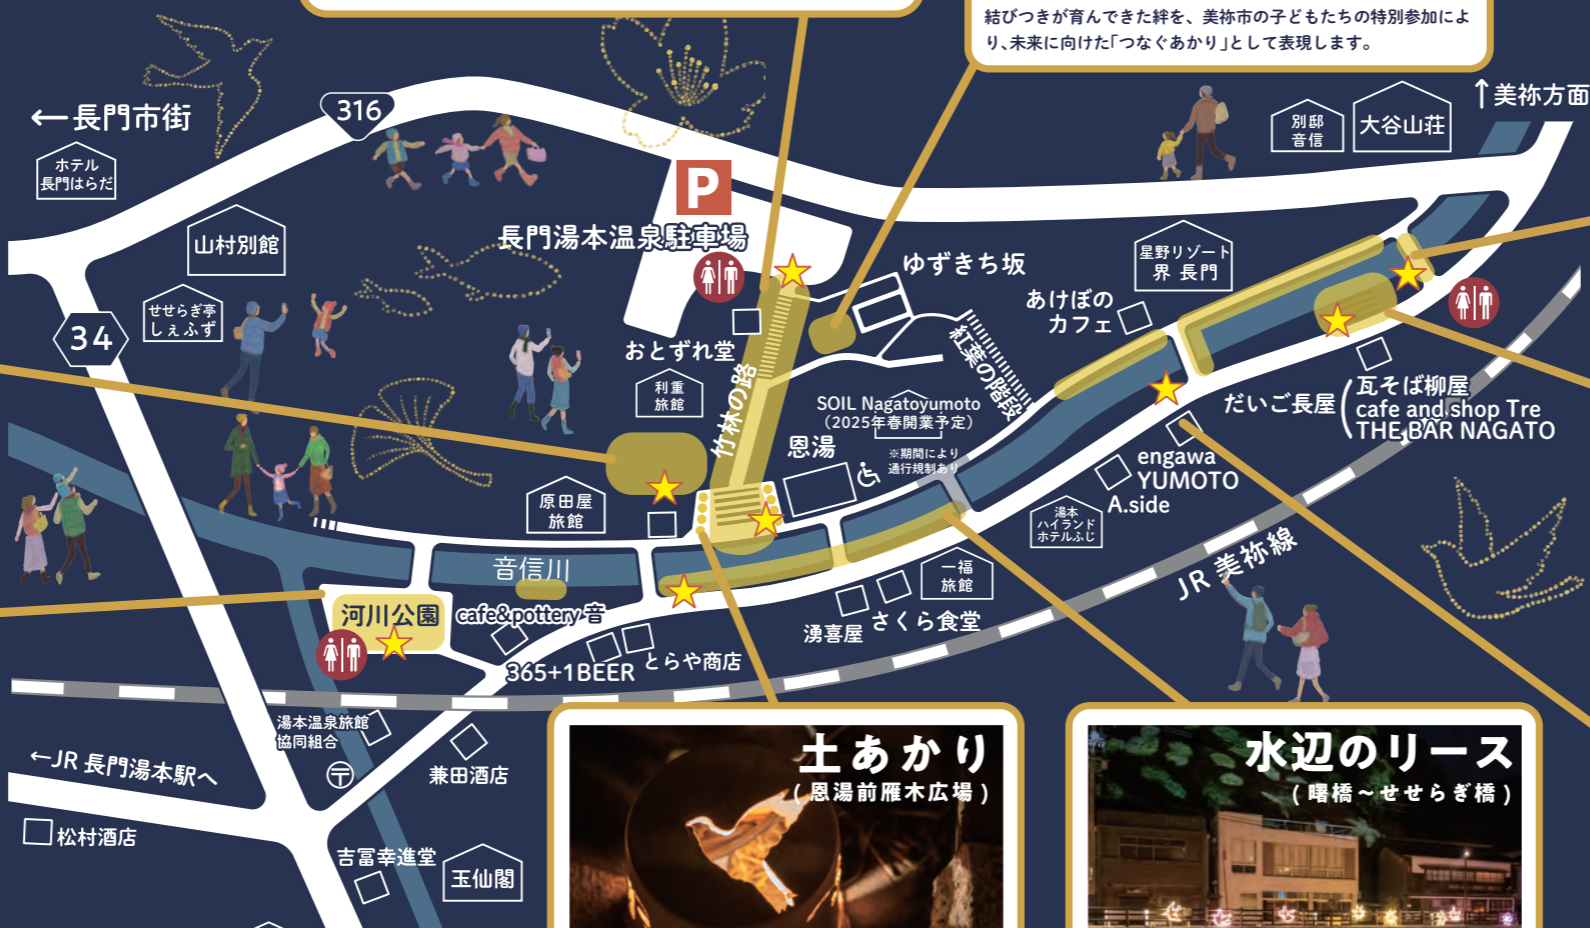 結びつきが育んできた絆を、美祢市の子どもたちの特別参加によ
り、未来に向けた「つなぐあかり」として表現します。
←長門市街
316
↑美祢方面
別邸
音信
大谷山荘
ホテル
長門はらだ
P
山村別館
長門湯本温泉駐車場
星野リゾート
界 長門
ゆずきち坂
せせらぎ亭
しぇふず
あけぼの
カフェ
34
おとずれ堂
紅葉の階段
利重
旅館
竹林の路
SOIL Nagatoyumoto
（2025年春開業予定）
だいご長屋
瓦そば柳屋
cafe and shop Tre
THE BAR NAGATO
恩湯
※期間により
通行規制あり
engawa
YUMOTO
A.side
原田屋
旅館
湯本
ハイランド
ホテルふじ
音信川
一福
旅館
JR 美祢線
河川公園
cafe&pottery 音
湧喜屋
さくら食堂
365+1BEER
とらや商店
湯本温泉旅館
協同組合
〒
兼田酒店
←JR 長門湯本駅へ
松村酒店
吉冨幸進堂
玉仙閣
土あかり
(恩湯前雁木広場)
水辺のリース
(曙橋～せせらぎ橋)